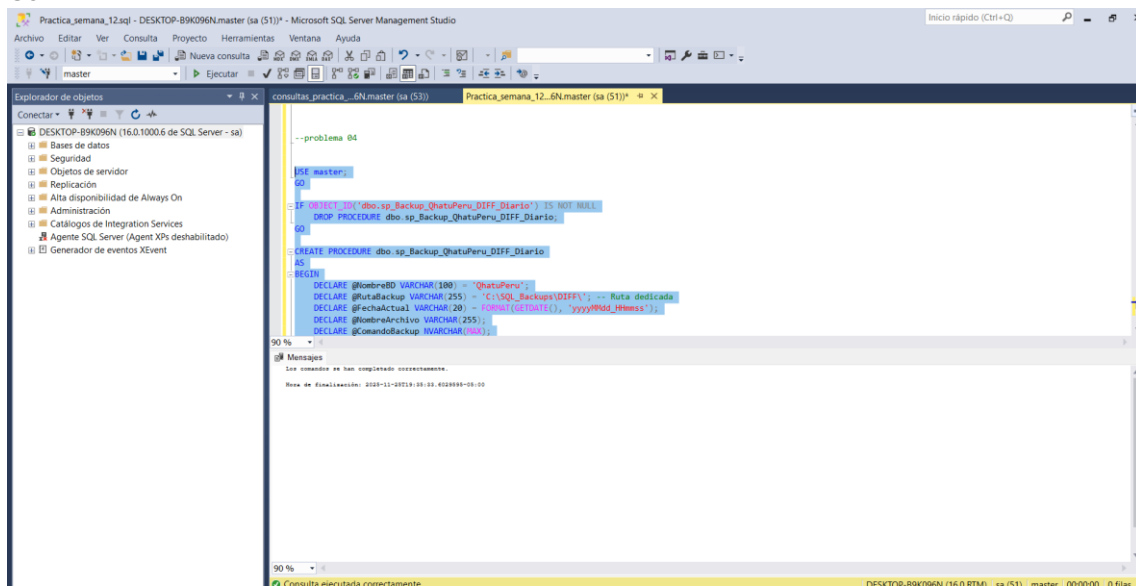 Practica_semana_12.sql - DESKTOP-B9K096N.master (sa (51))* - Microsoft SQL Server Management Studio
Inicio rápido (Ctrl+Q)
Archivo Editar Ver Consulta Proyecto Herramientas Ventana Ayuda
Nueva consulta
master
Ejecutar
Explorador de objetos
consultas_practica_...6N.master (sa (53))
Practica_semana_12...6N.master (sa (51))*
Conectar
DESKTOP-B9K096N (16.0.1000.6 de SQL Server - sa)
Bases de datos
Seguridad
Objetos de servidor
Replicación
Alta disponibilidad de Always On
Administración
Catálogos de Integration Services
Agente SQL Server (Agent XPs deshabilitado)
Generador de eventos XEvent
--problema 04
USE master;
GO
IF OBJECT_ID('dbo.sp_Backup_QhatuPeru_DIFF_Diario') IS NOT NULL
DROP PROCEDURE dbo.sp_Backup_QhatuPeru_DIFF_Diario;
GO
CREATE PROCEDURE dbo.sp_Backup_QhatuPeru_DIFF_Diario
AS
BEGIN
DECLARE @NombreBD VARCHAR(100) = 'QhatuPeru';
DECLARE @RutaBackup VARCHAR(255) = 'C:\SQL_Backups\DIFF\'; -- Ruta dedicada
DECLARE @FechaActual VARCHAR(20) = FORMAT(GETDATE(), 'yyyyMMdd_HHmmss');
DECLARE @NombreArchivo VARCHAR(255);
DECLARE @ComandoBackup NVARCHAR(MAX);
90 %
Mensajes
Los comandos se han completado correctamente.
Hora de finalización:
90 %
Consulta ejecutada correctamente
DESKTOP-B9K096N (16.0 RTM) sa (51) master 00:00:00 0 filas